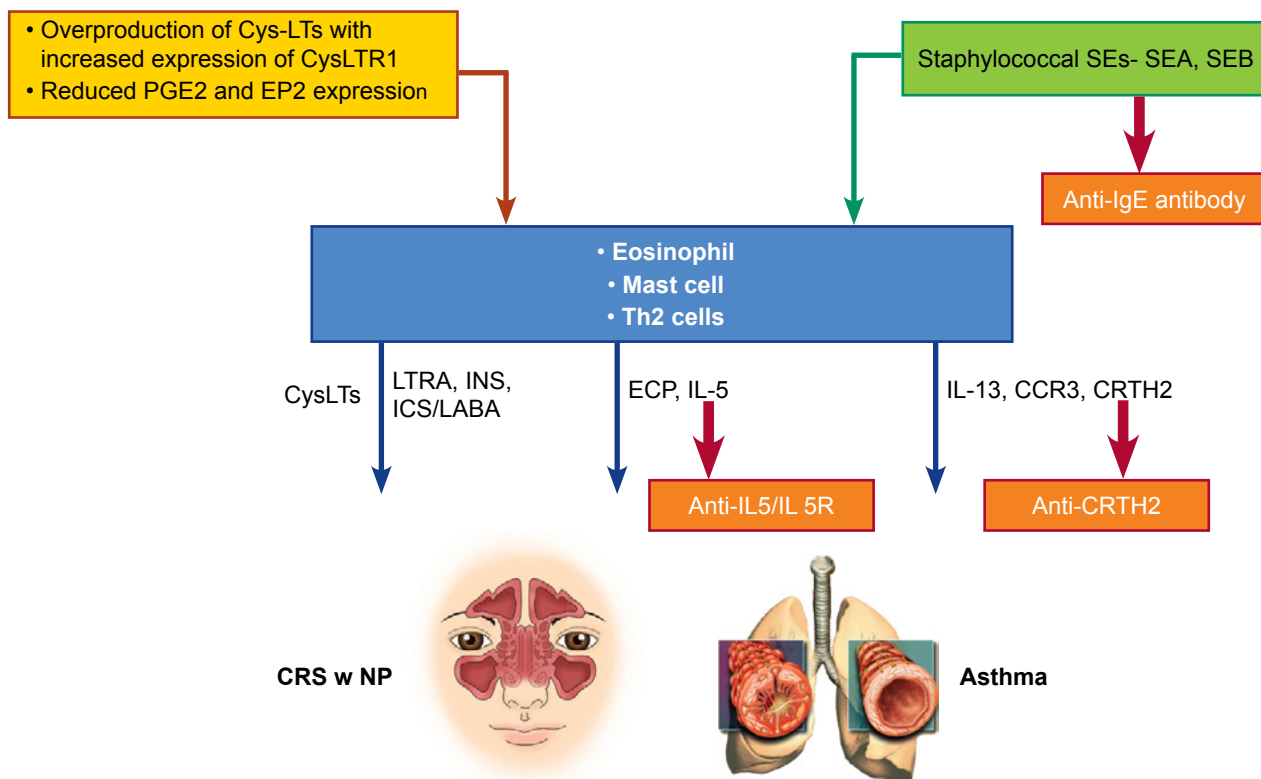 • Overproduction of Cys-LTs with
increased expression of CysLTR1
• Reduced PGE2 and EP2 expression
Staphylococcal SEs- SEA, SEB
Anti-IgE antibody
• Eosinophil
• Mast cell
• Th2 cells
CysLTs
LTRA, INS,
ICS/LABA
ECP, IL-5
IL-13, CCR3, CRTH2
Anti-IL5/IL 5R
Anti-CRTH2
CRS w NP
Asthma